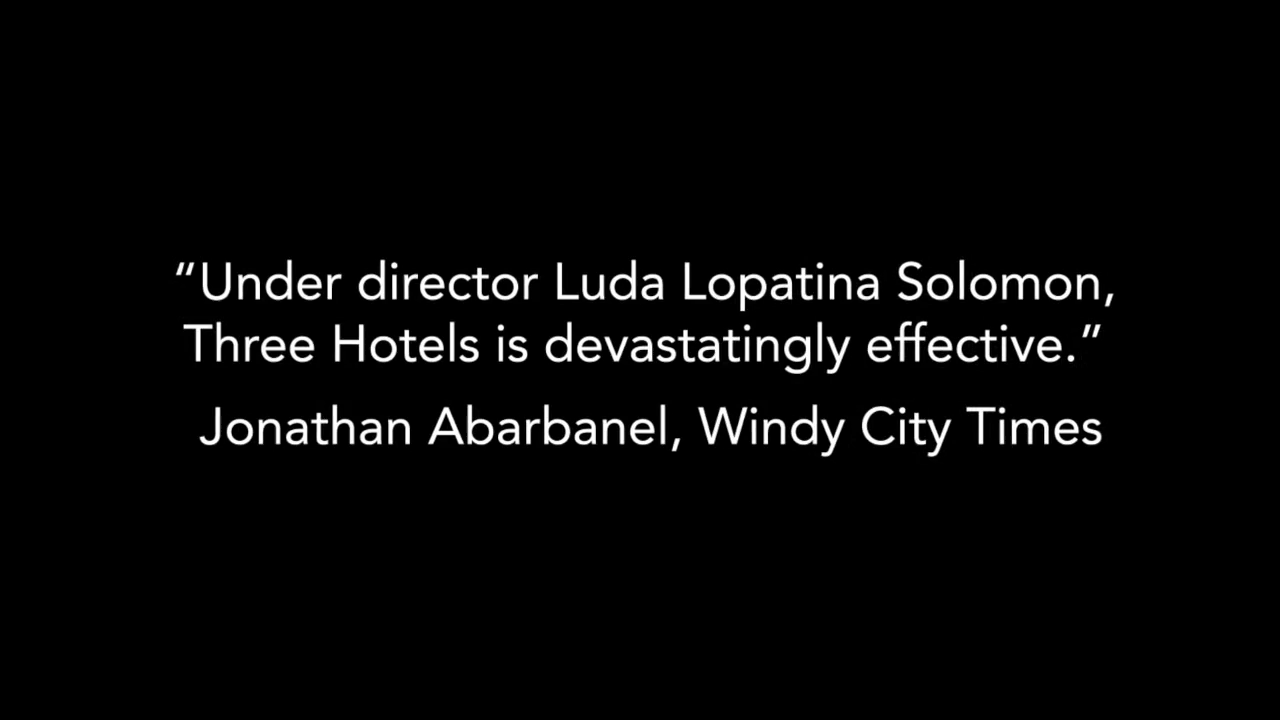 “Under director Luda Lopatina Solomon,
Three Hotels is devastatingly effective.”
Jonathan Abarbanel, Windy City Times